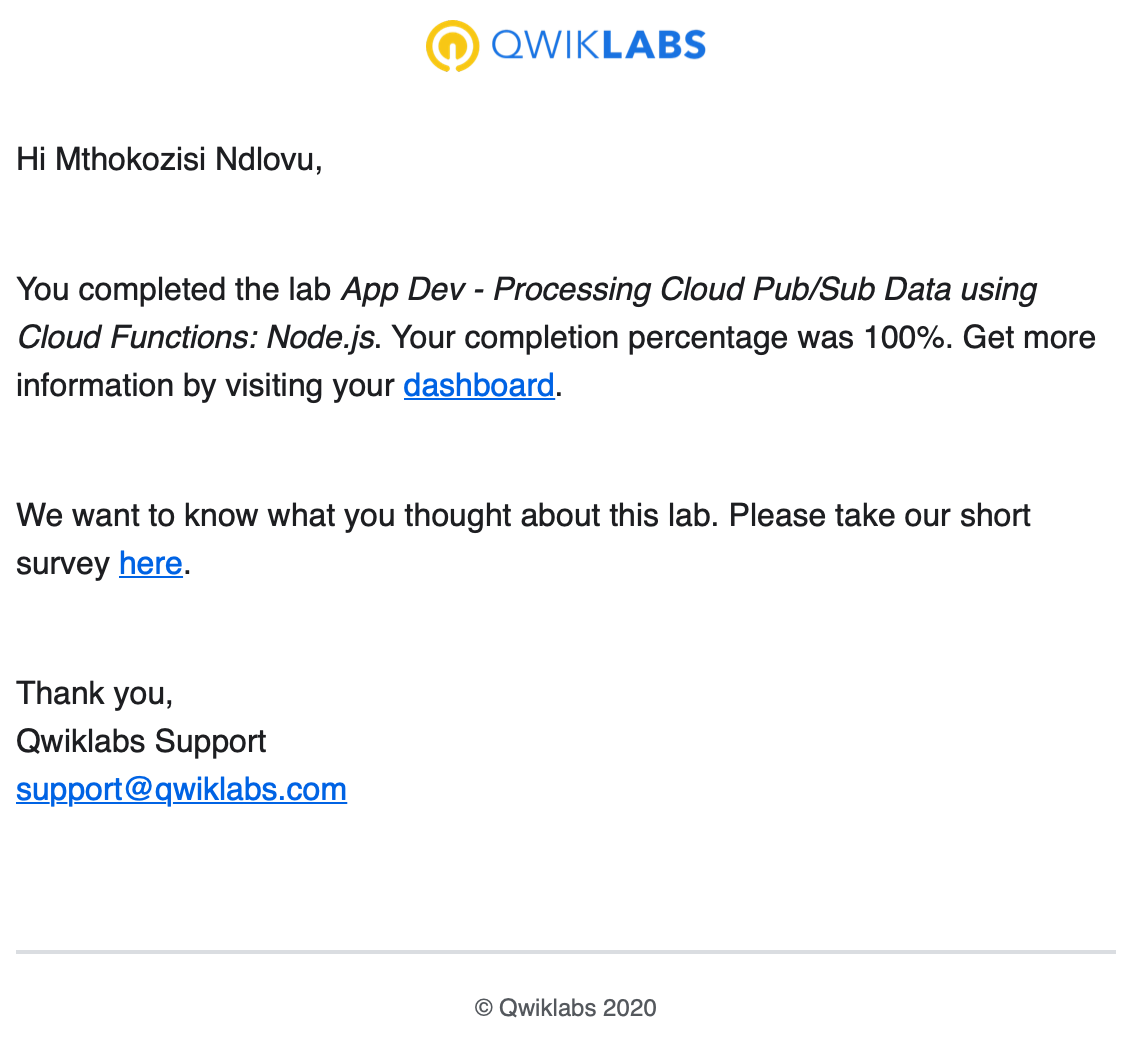 QWIKLABS
Hi Mthokozisi Ndlovu,
You completed the lab App Dev - Processing Cloud Pub/Sub Data using
Cloud Functions: Node.js. Your completion percentage was 100%. Get more
information by visiting your dashboard.
We want to know what you thought about this lab. Please take our short
survey here.
Thank you,
Qwiklabs Support
support@qwiklabs.com
© Qwiklabs 2020